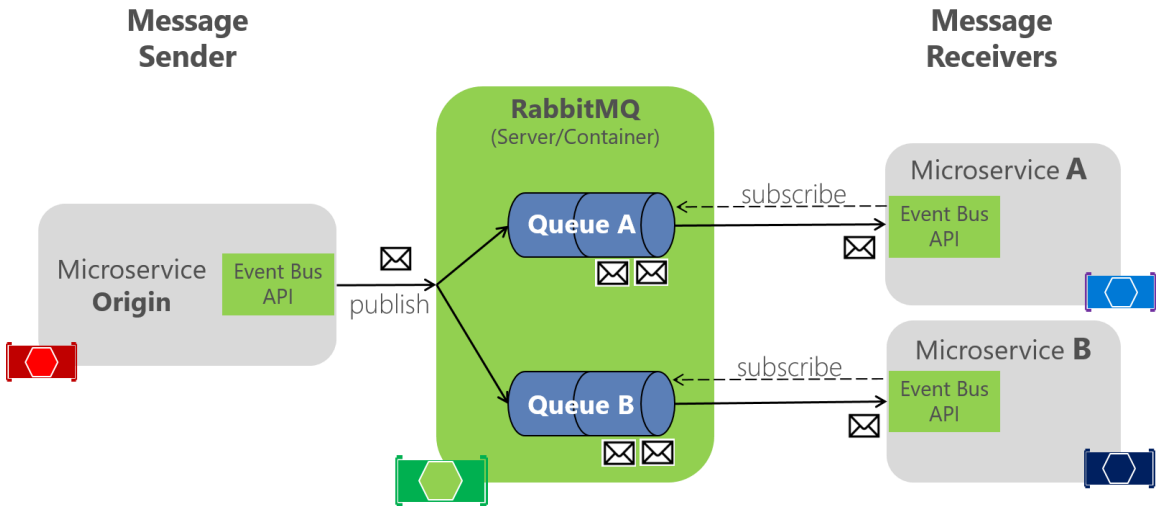 Message
Sender
Message
Receivers
RabbitMQ
(Server/Container)
Microservice
Origin
Event Bus
API
publish
Queue A
Queue B
subscribe
Microservice A
Event Bus
API
subscribe
Microservice B
Event Bus
API